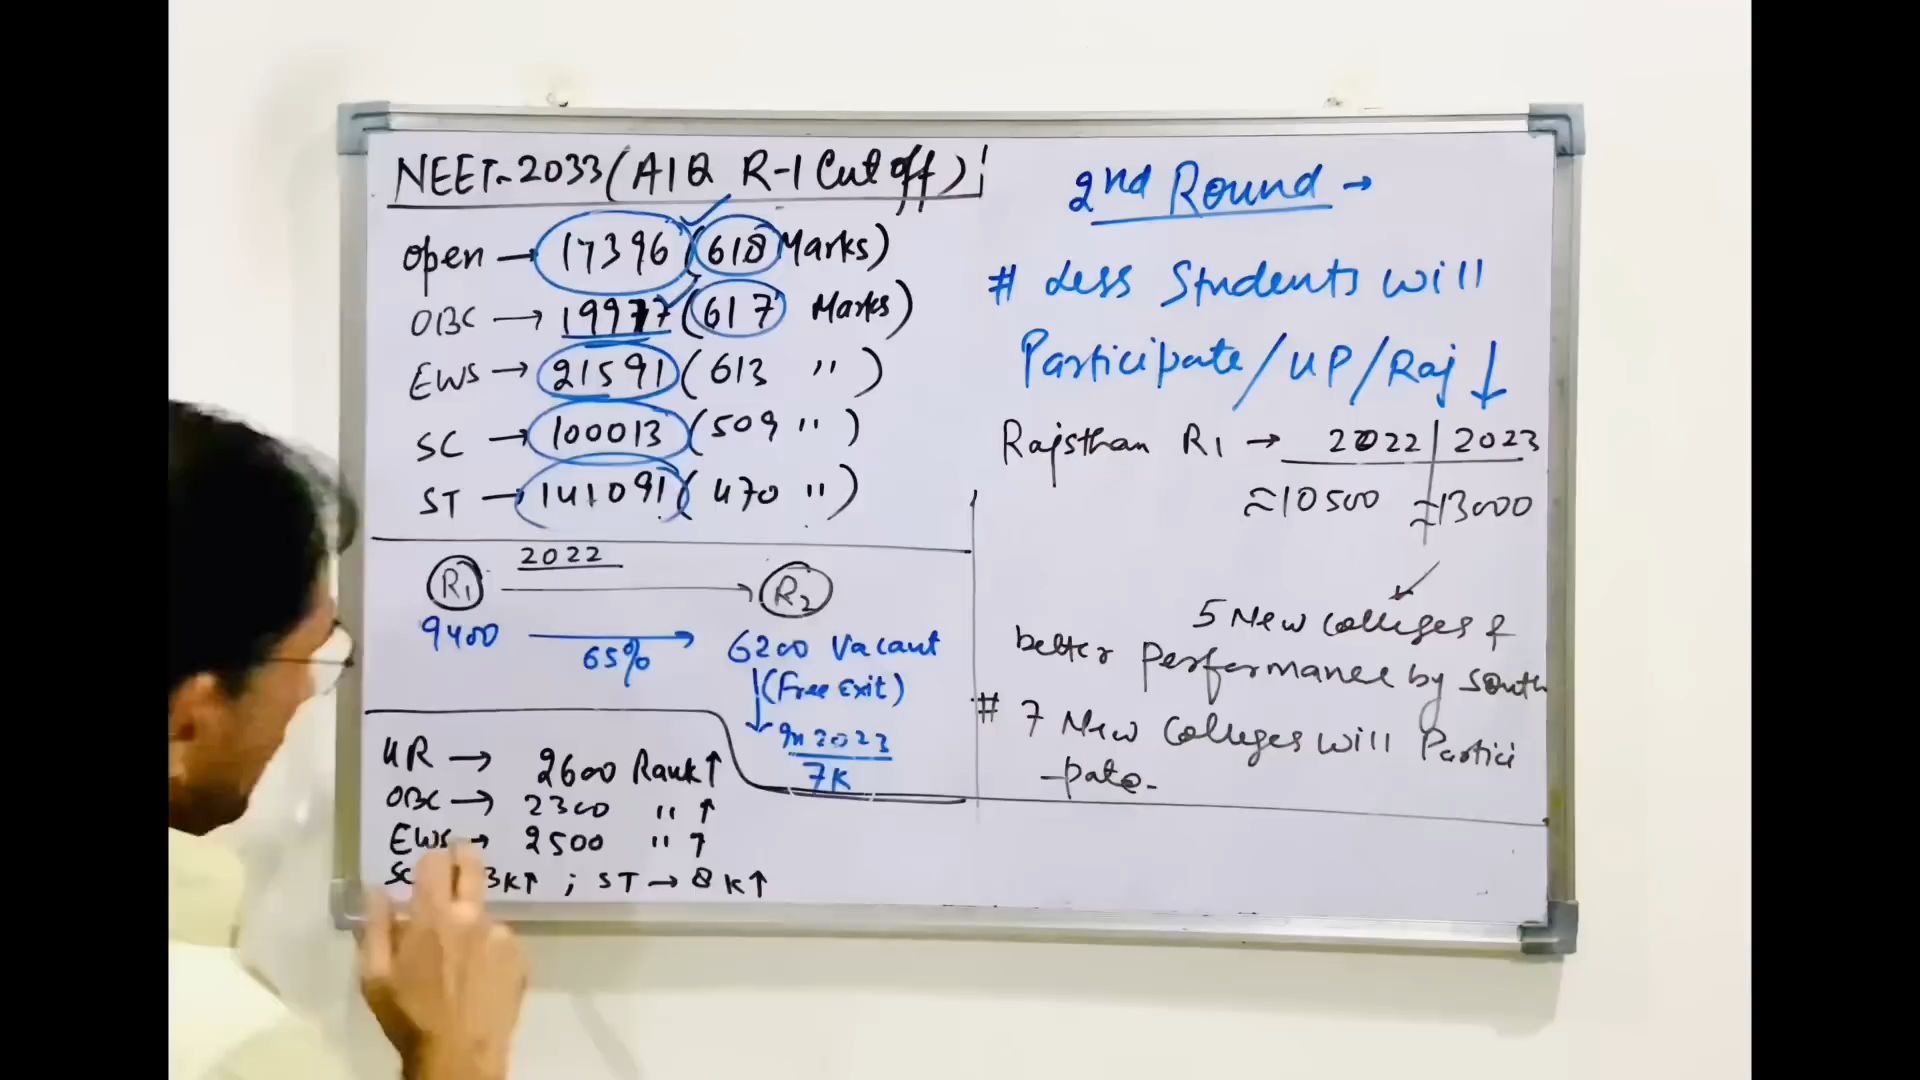 NEET-2033 (AIQ R-1 Cut off)
Open → 17396 (618 Marks)
OBC → 19977 (617 Marks)
EWS → 21591 (613 ")
SC → 100013 (509 ")
ST → 141091 (470 ")
R1 2022 → R2
9400 65% → 6200 Vacant
(Free Exit)
In 2023
7K
UR → 2600 Rank ↑
OBC → 2300 " ↑
EWS → 2500 " ↑
SC 3K↑ ; ST → 8K↑
2nd Round →
# Less Students will
Participate/UP/Raj ↓
Rajsthan R1 → 2022 | 2023
≈10500 ≈13000
5 New colleges &
better Performance by south
# 7 New Colleges will Partici
-pate-